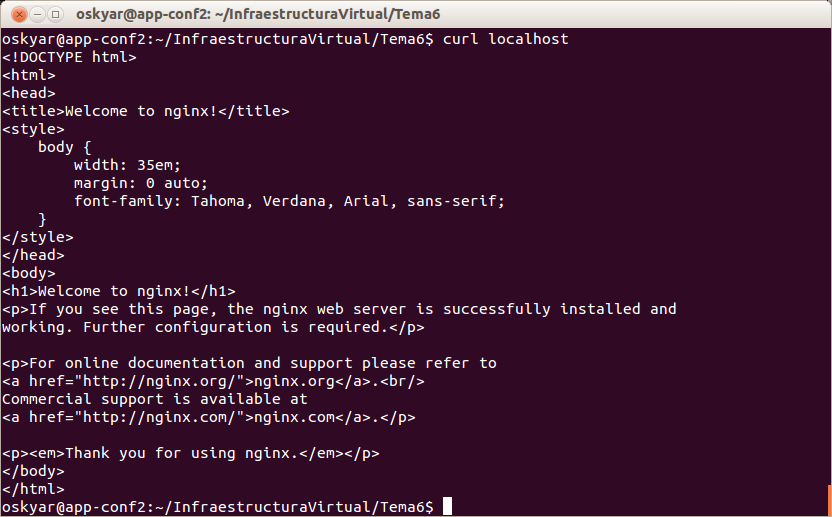 oskyar@app-conf2: ~/InfraestructuraVirtual/Tema6
oskyar@app-conf2:~/InfraestructuraVirtual/Tema6$ curl localhost
<!DOCTYPE html>
<html>
<head>
<title>Welcome to nginx!</title>
<style>
    body {
        width: 35em;
        margin: 0 auto;
        font-family: Tahoma, Verdana, Arial, sans-serif;
    }
</style>
</head>
<body>
<h1>Welcome to nginx!</h1>
<p>If you see this page, the nginx web server is successfully installed and
working. Further configuration is required.</p>

<p>For online documentation and support please refer to
<a href="http://nginx.org/">nginx.org</a>.<br/>
Commercial support is available at
<a href="http://nginx.com/">nginx.com</a>.</p>

<p><em>Thank you for using nginx.</em></p>
</body>
</html>
oskyar@app-conf2:~/InfraestructuraVirtual/Tema6$